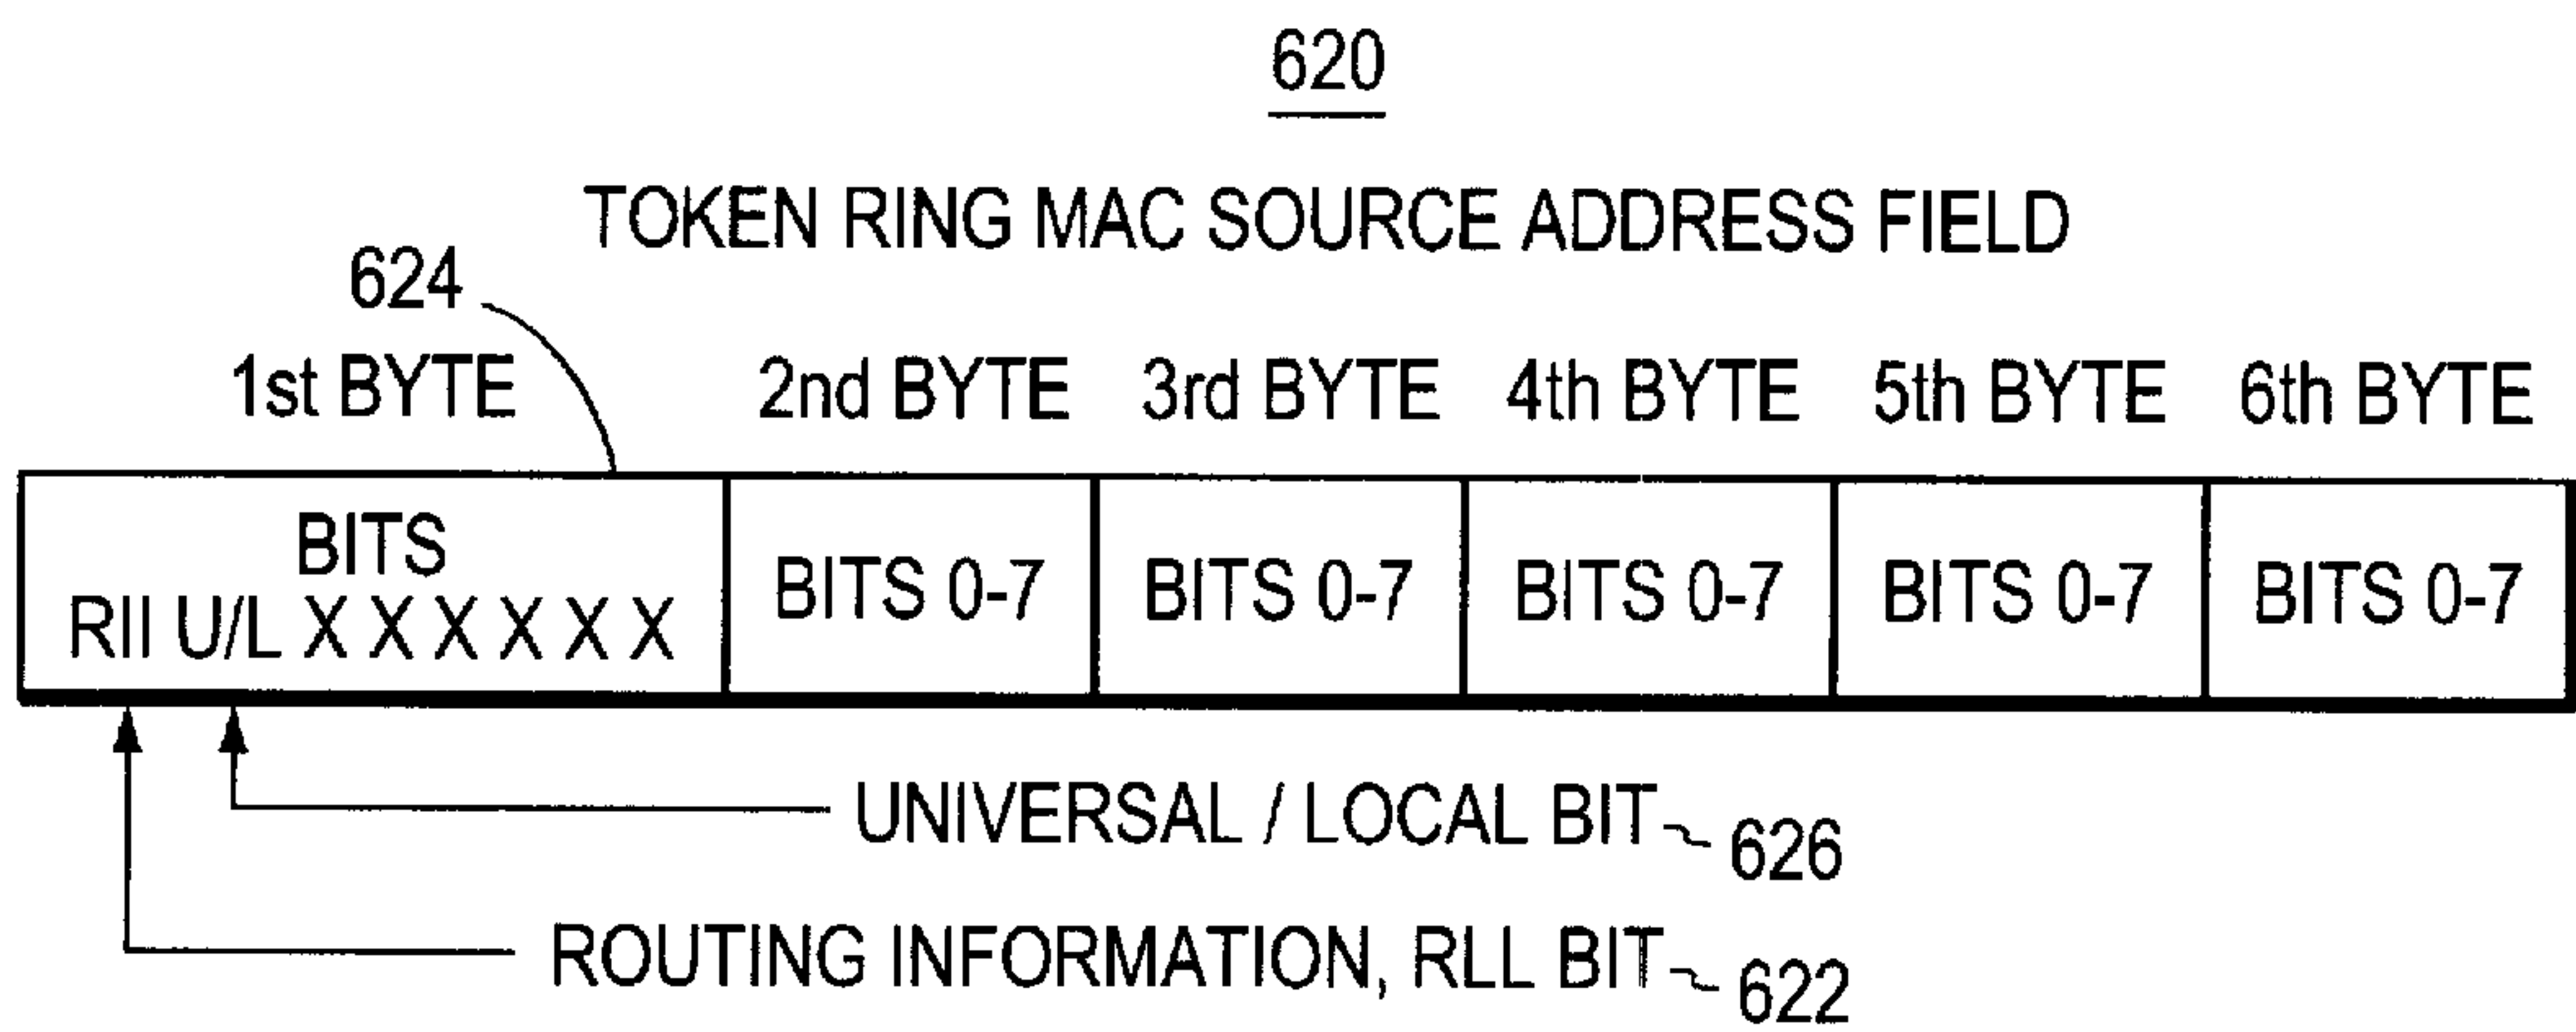 620
TOKEN RING MAC SOURCE ADDRESS FIELD
624
1st BYTE 2nd BYTE 3rd BYTE 4th BYTE 5th BYTE 6th BYTE
BITS
RII U/L X X X X X X BITS 0-7 BITS 0-7 BITS 0-7 BITS 0-7 BITS 0-7
UNIVERSAL / LOCAL BIT 626
ROUTING INFORMATION, RLL BIT 622